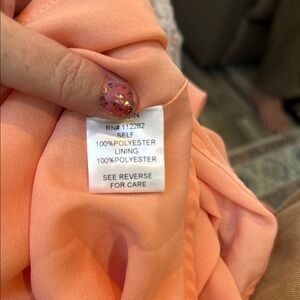 RN# 112282
SELF
100%POLYESTER
LINING
100%POLYESTER
SEE REVERSE
FOR CARE